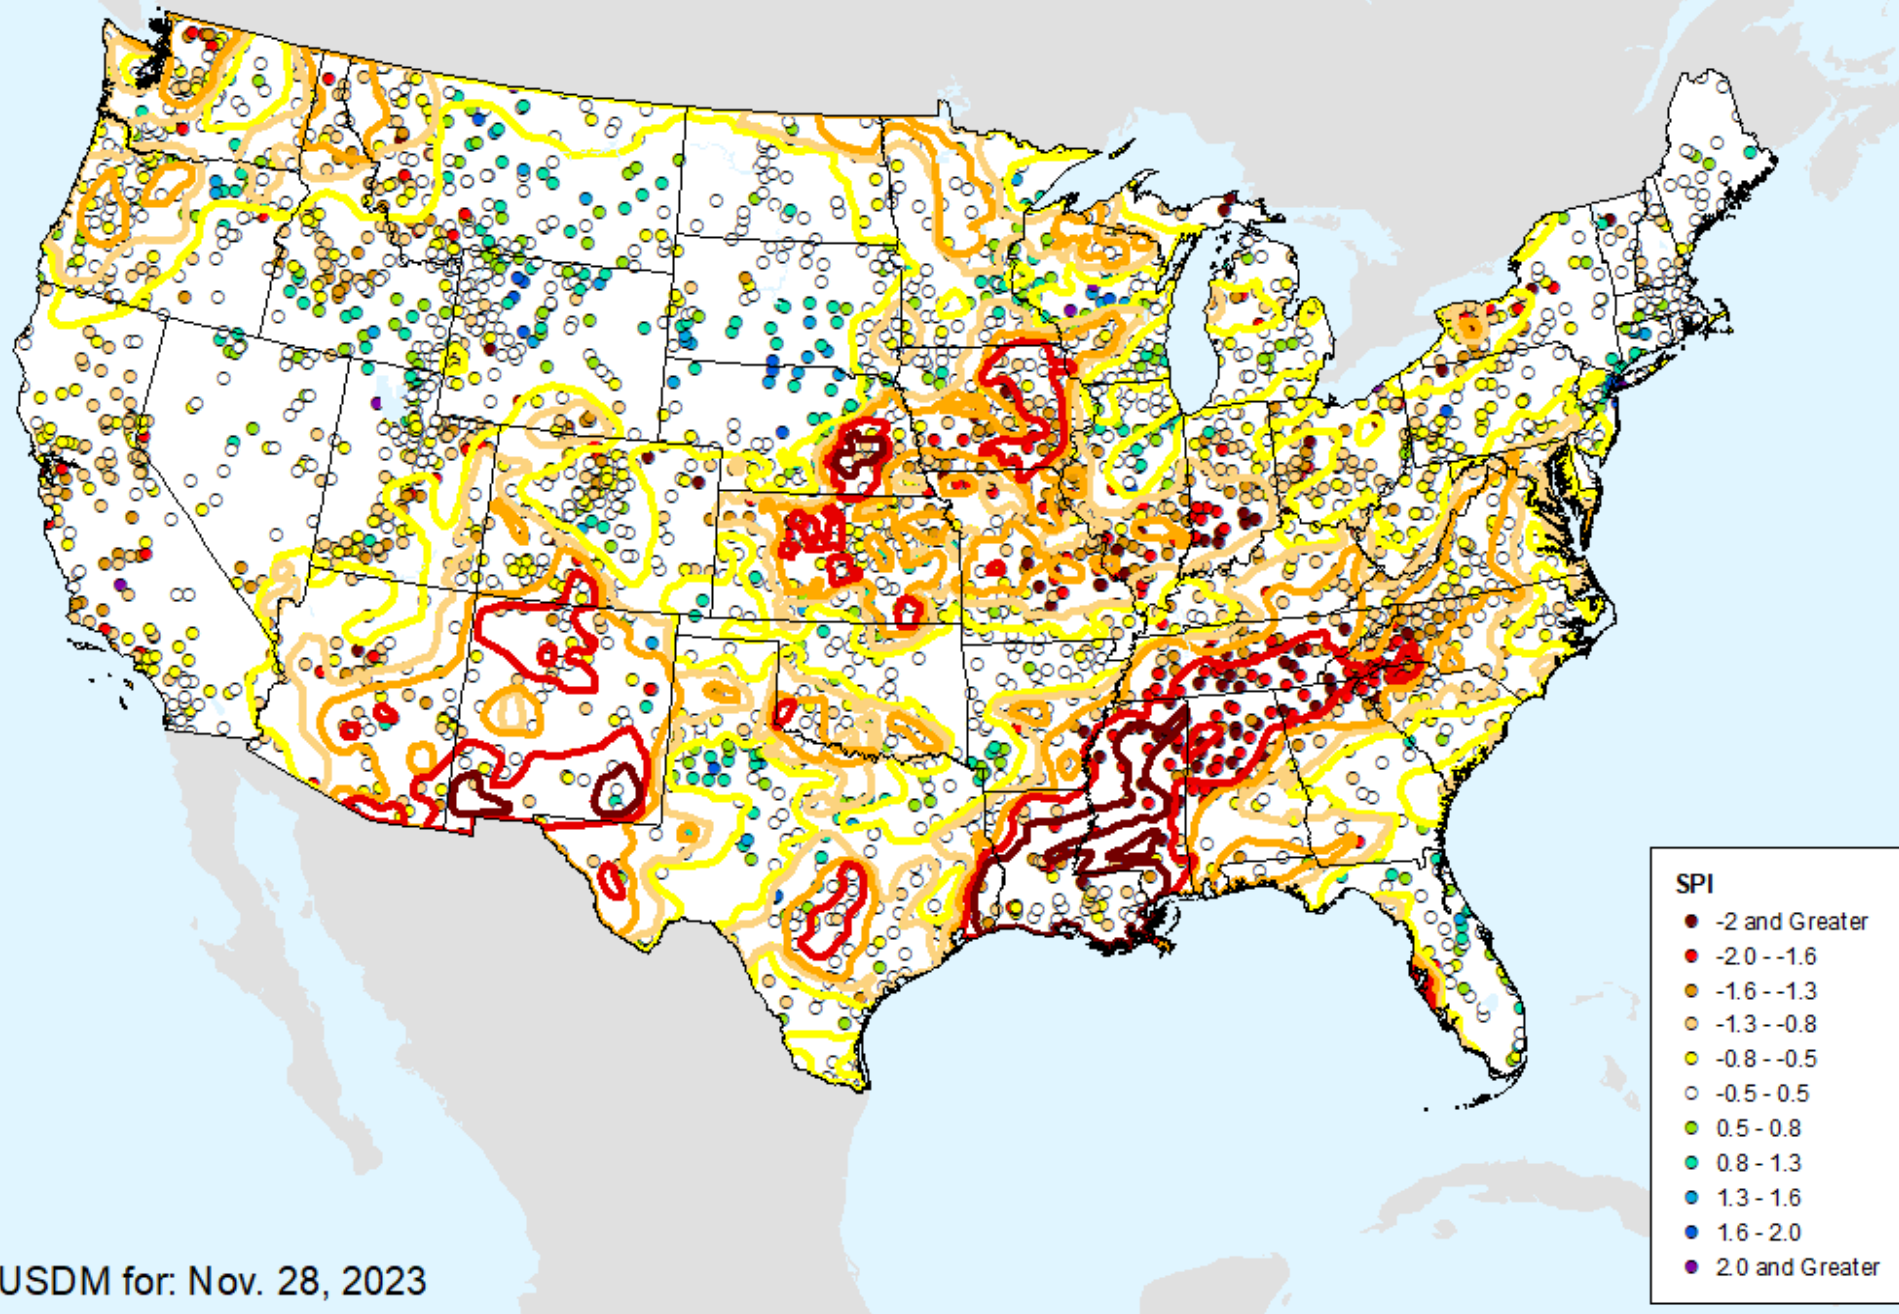 SPI
-2 and Greater
-2.0 - -1.6
-1.6 - -1.3
-1.3 - -0.8
-0.8 - -0.5
-0.5 - 0.5
0.5 - 0.8
0.8 - 1.3
1.3 - 1.6
1.6 - 2.0
2.0 and Greater
USDM for: Nov. 28, 2023